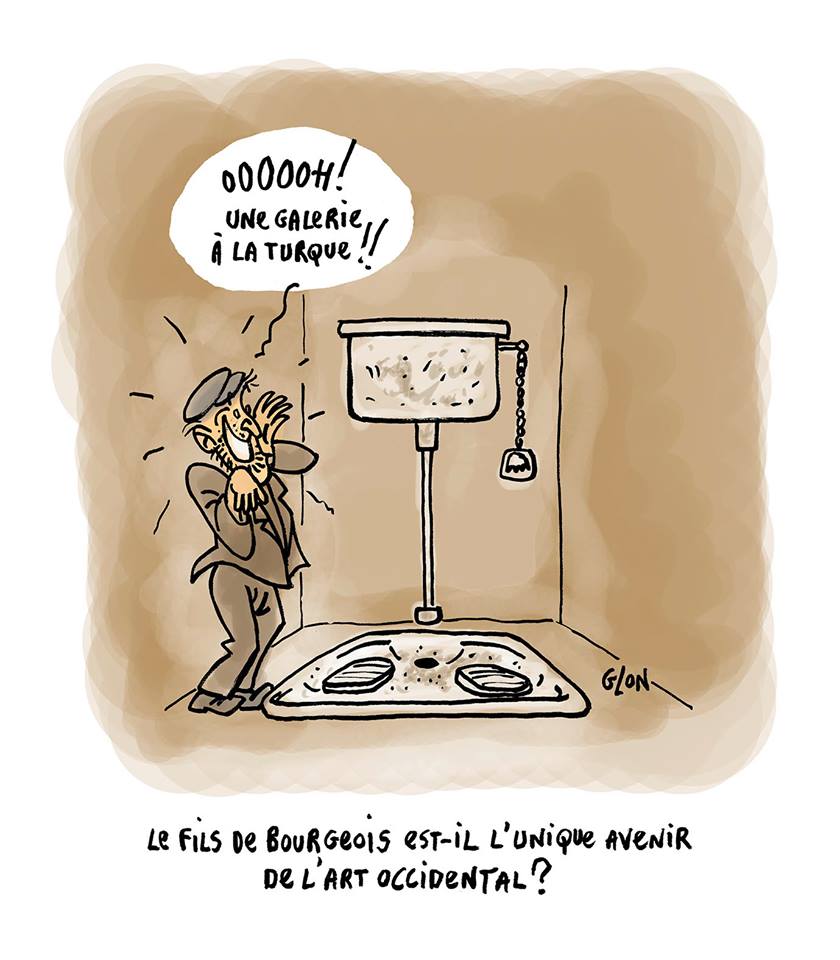 OOOOOH!
UNE GALERIE
À LA TURQUE!!
GLON
LE FILS DE BOURGEOIS EST-IL L'UNIQUE AVENIR
DE L'ART OCCIDENTAL?